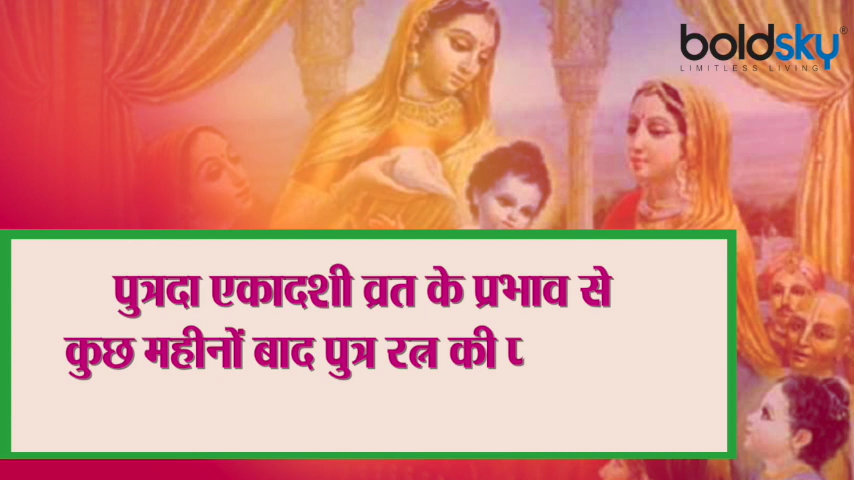 boldsky®
LIMITLESS LIVING
पुत्रदा एकादशी व्रत के प्रभाव से
कुछ महीनों बाद पुत्र रत्न की